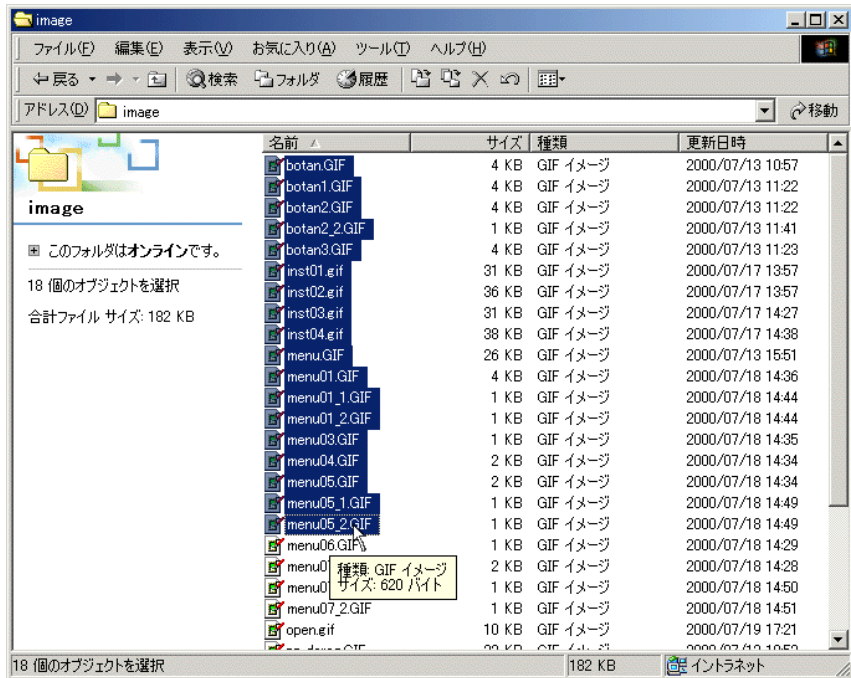 image
ファイル(F) 編集(E) 表示(V) お気に入り(A) ツール(T) ヘルプ(H)
戻る 検索 フォルダ 履歴
アドレス(D) image 移動
image
このフォルダはオンラインです。
18 個のオブジェクトを選択
合計ファイル サイズ: 182 KB
名前 サイズ 種類 更新日時
botan.GIF 4 KB GIF イメージ 2000/07/13 10:57
botan1.GIF 4 KB GIF イメージ 2000/07/13 11:22
botan2.GIF 4 KB GIF イメージ 2000/07/13 11:22
botan2_2.GIF 1 KB GIF イメージ 2000/07/13 11:41
botan3.GIF 4 KB GIF イメージ 2000/07/13 11:23
inst01.gif 31 KB GIF イメージ 2000/07/17 13:57
inst02.gif 36 KB GIF イメージ 2000/07/17 13:57
inst03.gif 31 KB GIF イメージ 2000/07/17 14:27
inst04.gif 38 KB GIF イメージ 2000/07/17 14:38
menu.GIF 26 KB GIF イメージ 2000/07/13 15:51
menu01.GIF 4 KB GIF イメージ 2000/07/18 14:36
menu01_1.GIF 1 KB GIF イメージ 2000/07/18 14:44
menu01_2.GIF 1 KB GIF イメージ 2000/07/18 14:44
menu03.GIF 1 KB GIF イメージ 2000/07/18 14:35
menu04.GIF 2 KB GIF イメージ 2000/07/18 14:34
menu05.GIF 2 KB GIF イメージ 2000/07/18 14:34
menu05_1.GIF 1 KB GIF イメージ 2000/07/18 14:49
menu05_2.GIF 1 KB GIF イメージ 2000/07/18 14:49
menu06.GIF 1 KB GIF イメージ 2000/07/18 14:29
2 KB GIF イメージ 2000/07/18 14:28
1 KB GIF イメージ 2000/07/18 14:50
種類: GIF イメージ
サイズ: 620 バイト
menu07_2.GIF 1 KB GIF イメージ 2000/07/18 14:51
open.gif 10 KB GIF イメージ 2000/07/19 17:21
18 個のオブジェクトを選択 182 KB イントラネット